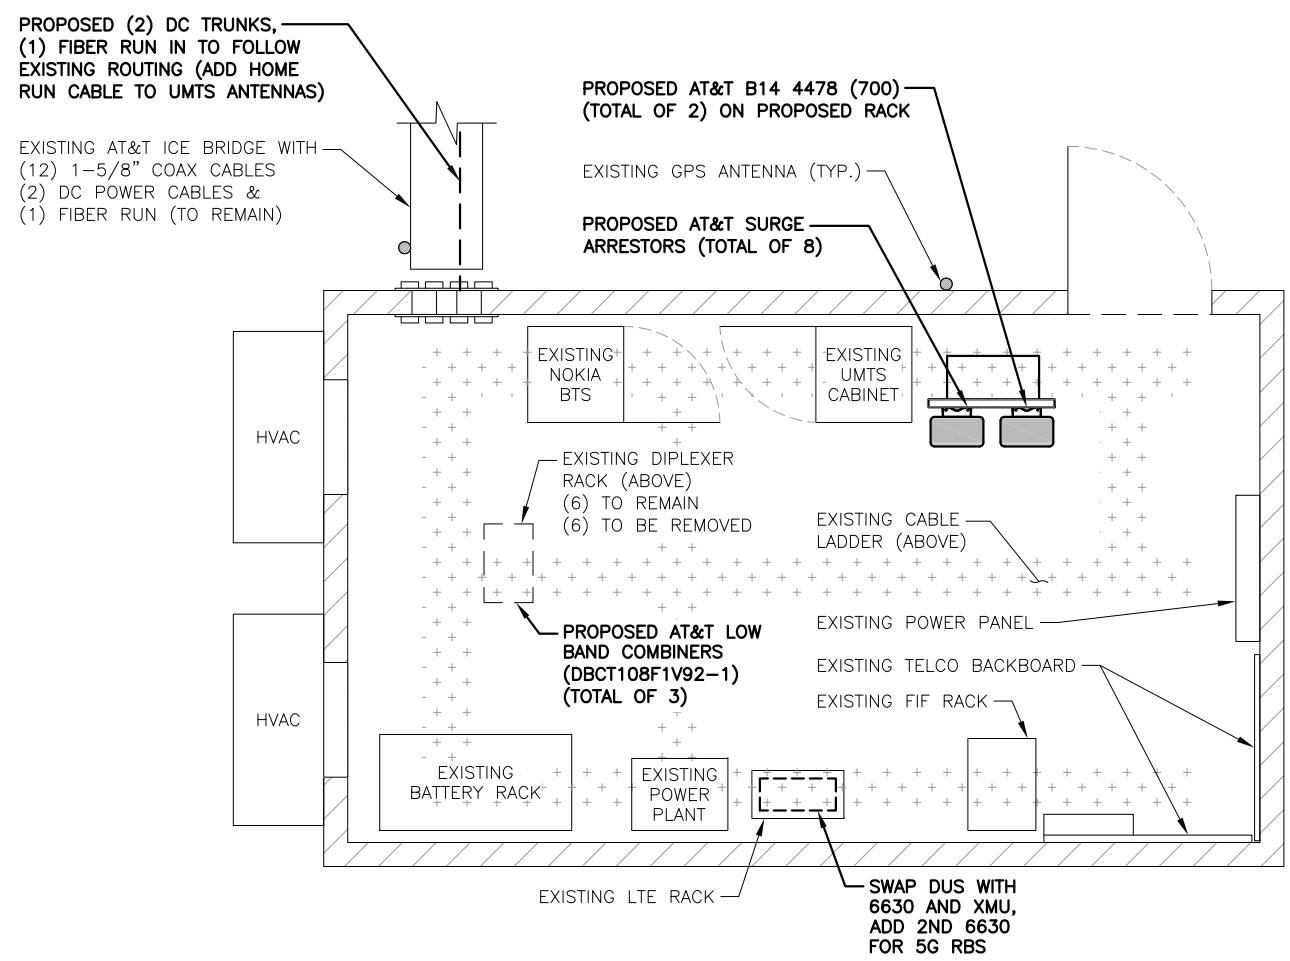 PROPOSED (2) DC TRUNKS,
(1) FIBER RUN IN TO FOLLOW
EXISTING ROUTING (ADD HOME
RUN CABLE TO UMTS ANTENNAS)
EXISTING AT&T ICE BRIDGE WITH
(12) 1-5/8" COAX CABLES
(2) DC POWER CABLES &
(1) FIBER RUN (TO REMAIN)
PROPOSED AT&T B14 4478 (700)
(TOTAL OF 2) ON PROPOSED RACK
EXISTING GPS ANTENNA (TYP.)
PROPOSED AT&T SURGE
ARRESTORS (TOTAL OF 8)
EXISTING
NOKIA
BTS
EXISTING
UMTS
CABINET
HVAC
EXISTING DIPLEXER
RACK (ABOVE)
(6) TO REMAIN
(6) TO BE REMOVED
EXISTING CABLE
LADDER (ABOVE)
PROPOSED AT&T LOW
BAND COMBINERS
(DBCT108F1V92-1)
(TOTAL OF 3)
EXISTING POWER PANEL
EXISTING TELCO BACKBOARD
EXISTING FIF RACK
HVAC
EXISTING
BATTERY RACK
EXISTING
POWER
PLANT
EXISTING LTE RACK
SWAP DUS WITH
6630 AND XMU,
ADD 2ND 6630
FOR 5G RBS